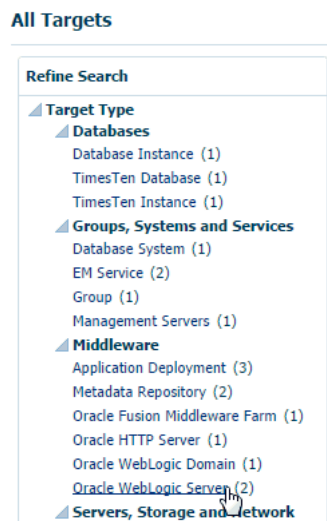 All Targets
Refine Search
Target Type
Databases
Database Instance (1)
TimesTen Database (1)
TimesTen Instance (1)
Groups, Systems and Services
Database System (1)
EM Service (2)
Group (1)
Management Servers (1)
Middleware
Application Deployment (3)
Metadata Repository (2)
Oracle Fusion Middleware Farm (1)
Oracle HTTP Server (1)
Oracle WebLogic Domain (1)
Oracle WebLogic Server (2)
Servers, Storage and Network